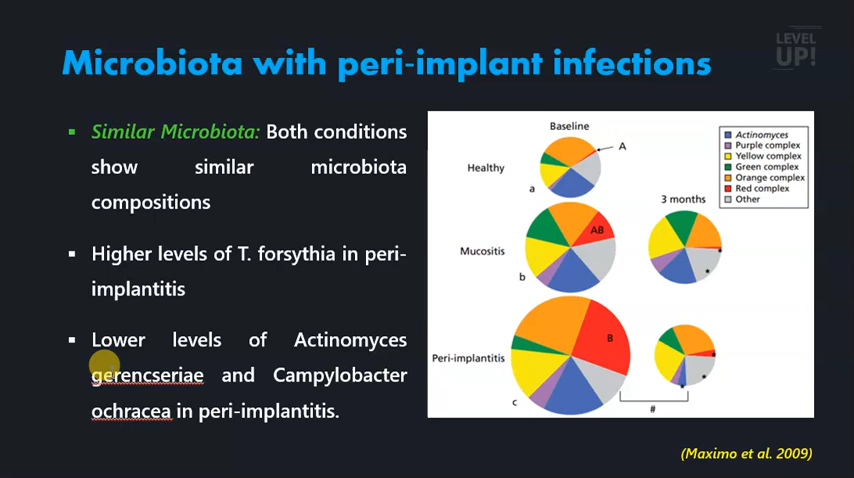 LEVEL
UP!
Microbiota with peri-implant infections
▪ Similar Microbiota: Both conditions
show similar microbiota
compositions
▪ Higher levels of T. forsythia in peri-
implantitis
▪ Lower levels of Actinomyces
gerencseriae and Campylobacter
ochracea in peri-implantitis.
Baseline
Healthy
A
a
Mucositis
AB
b
Peri-implantitis
B
c
3 months
*
*
*
*
*
#
Actinomyces
Purple complex
Yellow complex
Green complex
Orange complex
Red complex
Other
(Maximo et al. 2009)